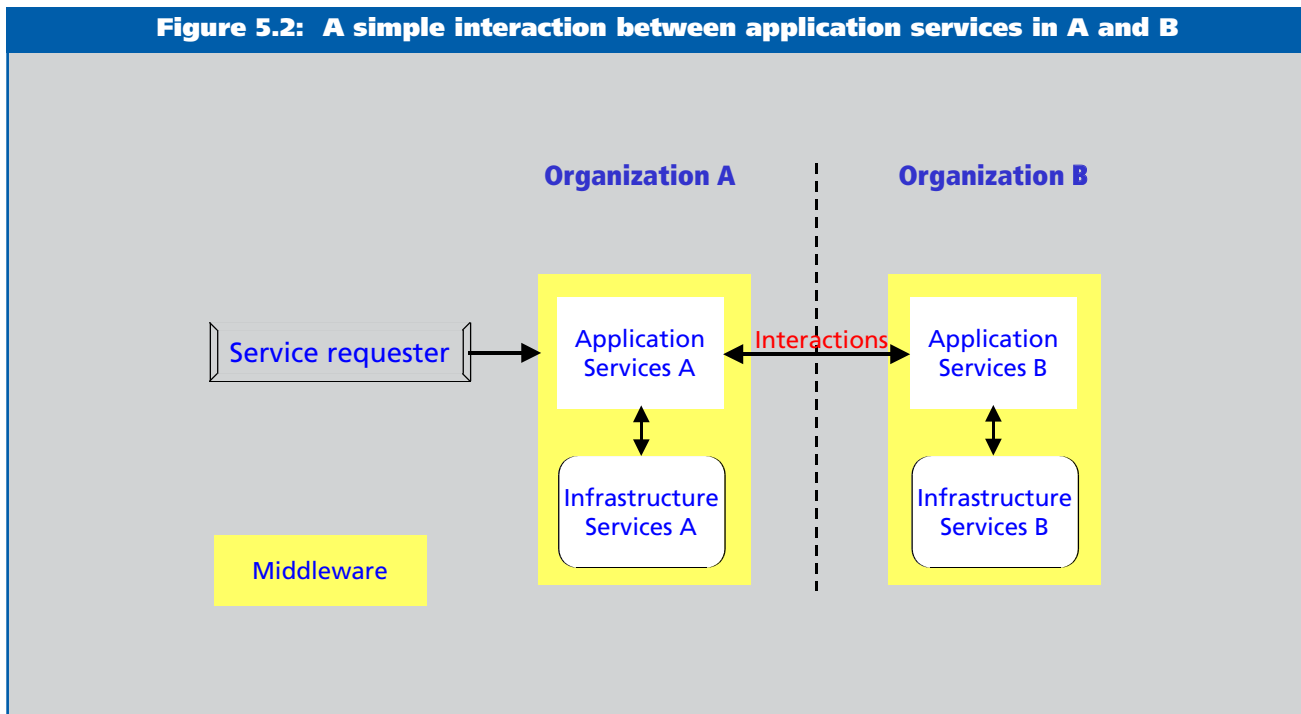 Figure 5.2: A simple interaction between application services in A and B
Organization A
Organization B
Service requester
Application
Services A
Interactions
Application
Services B
Infrastructure
Services A
Infrastructure
Services B
Middleware